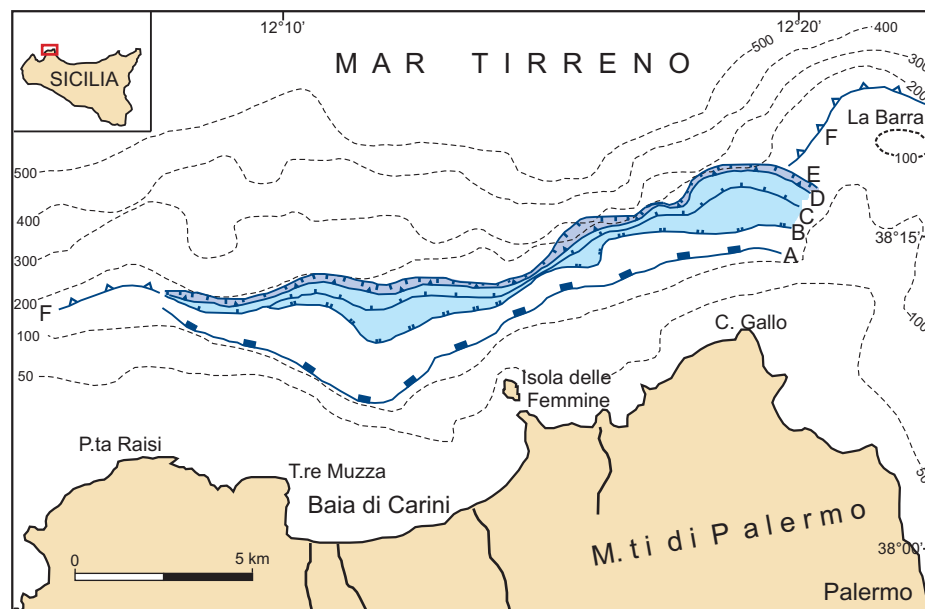 12°10'
12°20'
400
SICILIA
MAR TIRRENO
500
300
200
La Barra
F
100
500
E
D
400
C
B
38°15'
300
A
200
F
100
100
C. Gallo
50
Isola delle
Femmine
P.ta Raisi
T.re Muzza
50
Baia di Carini
M.ti di Palermo
38°00'
0
5 km
Palermo